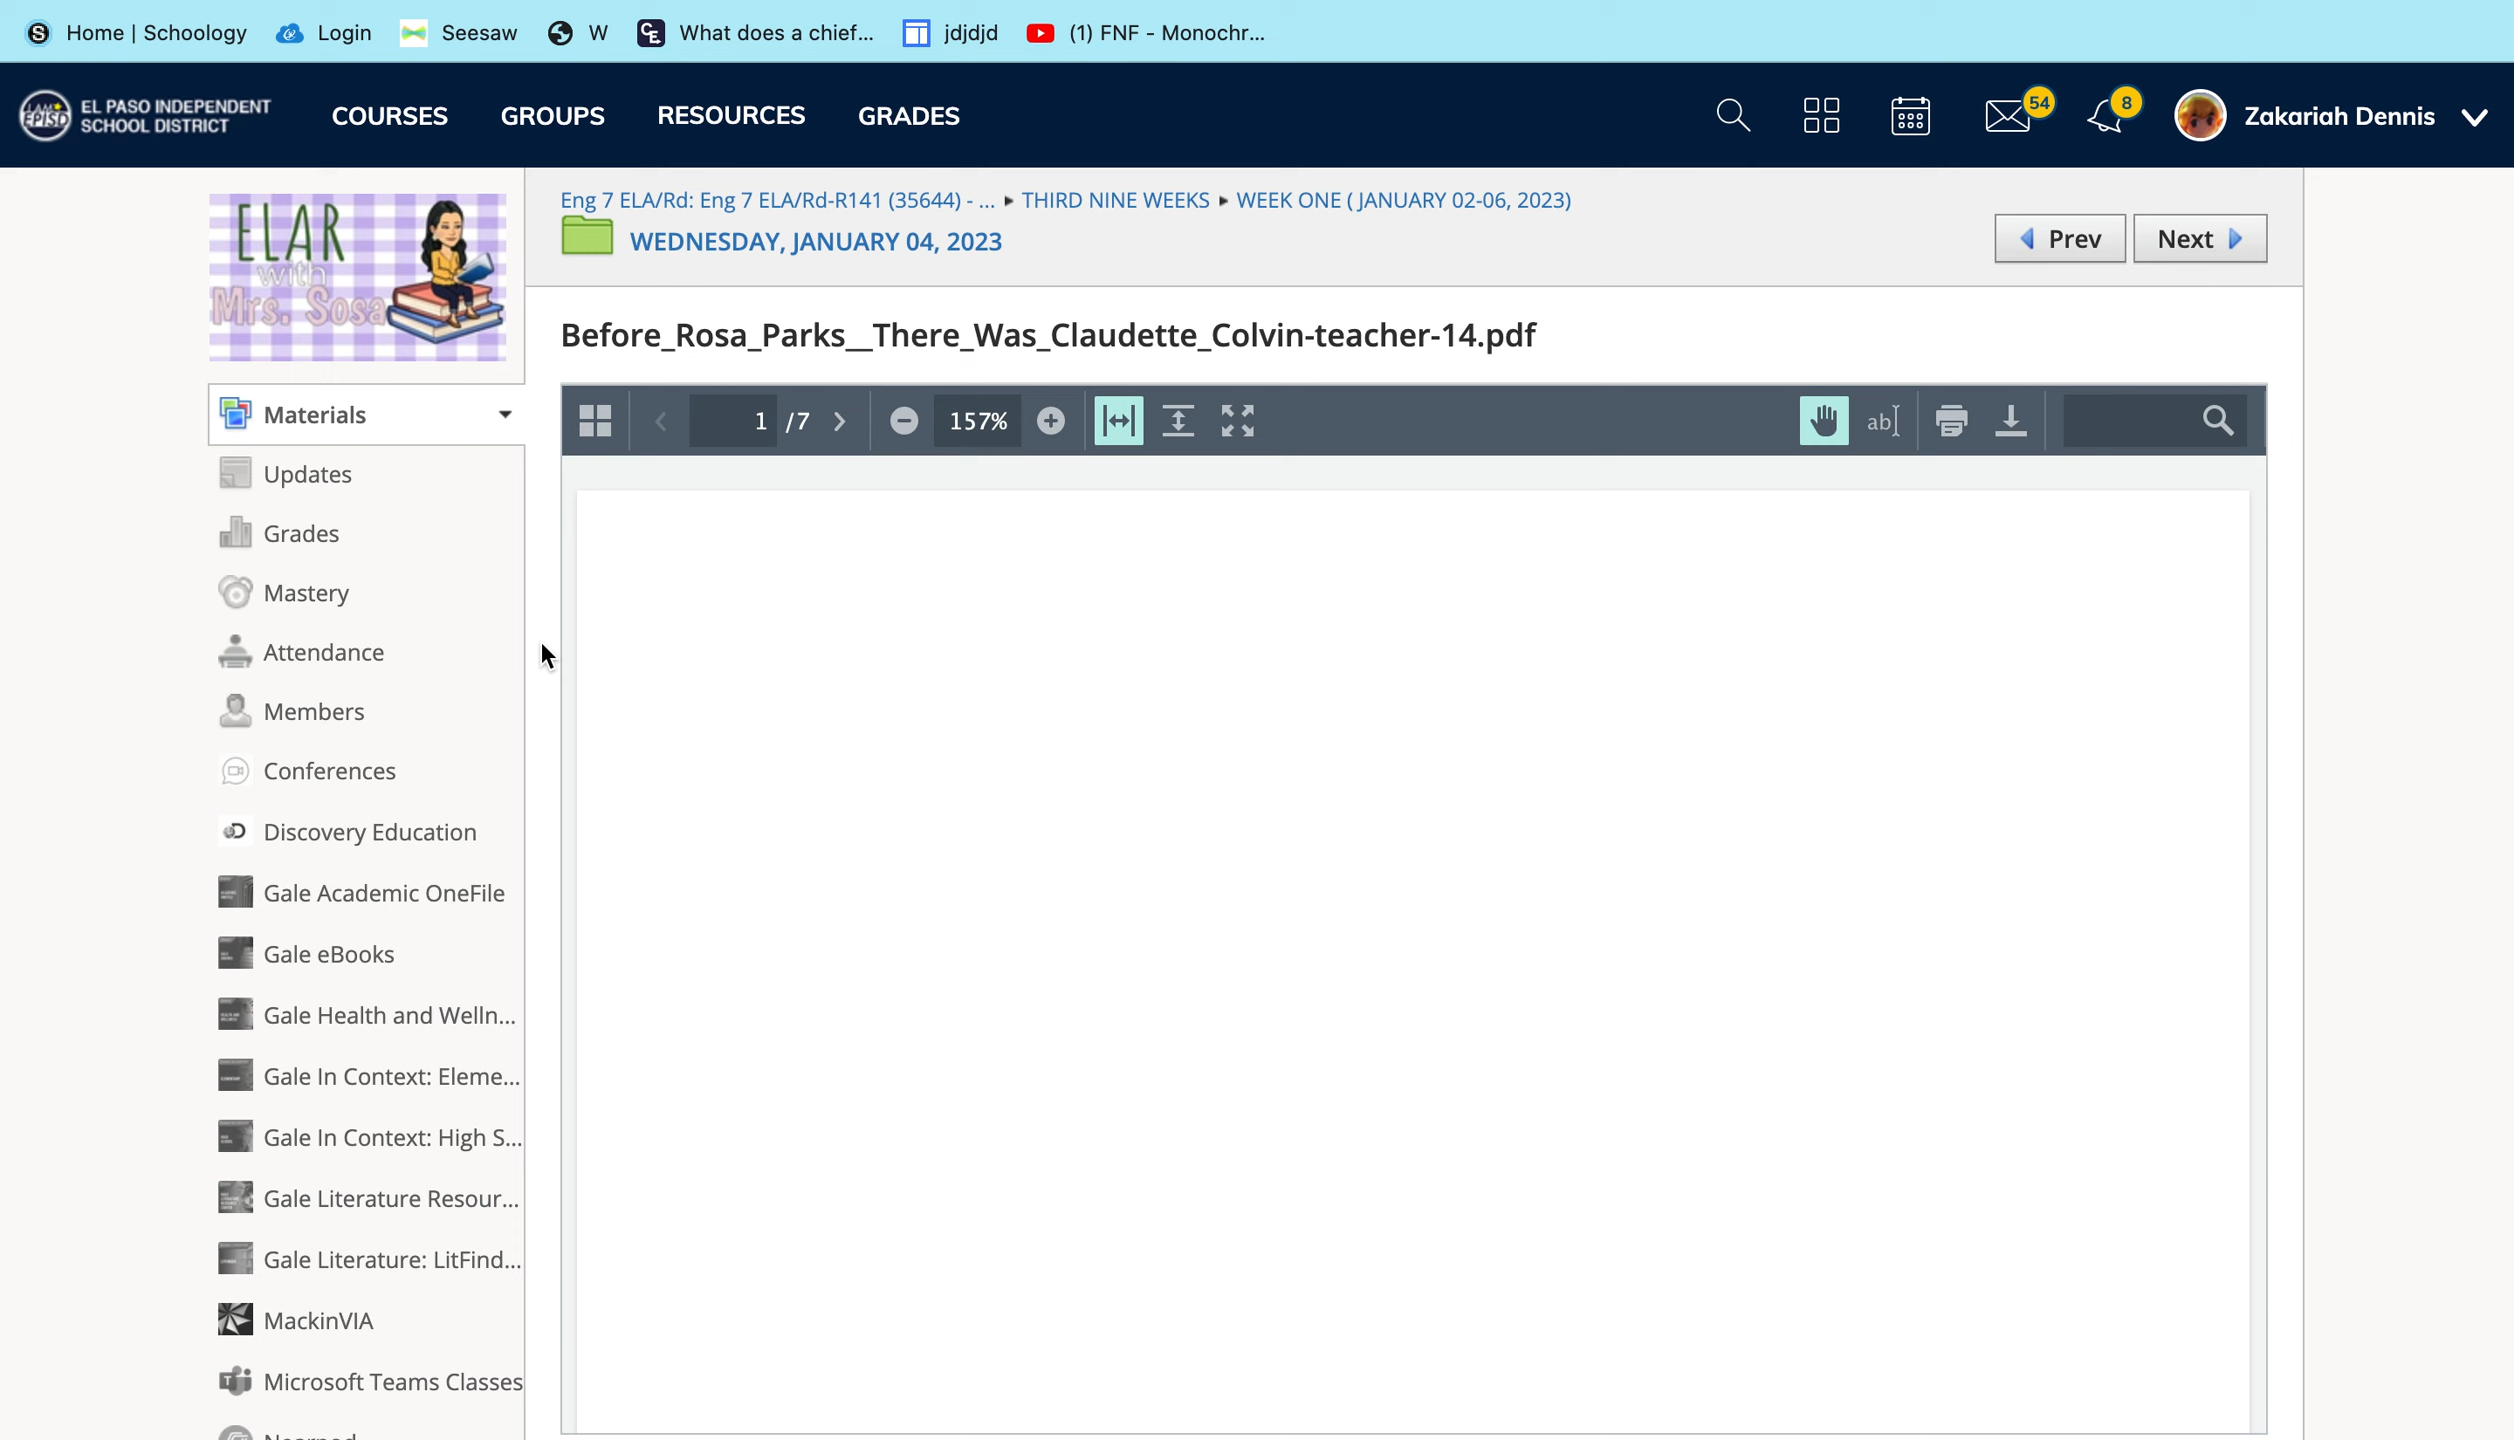 Home | Schoology Login Seesaw W What does a chief... jdjdjd (1) FNF - Monochr...
I AM EPISD EL PASO INDEPENDENT
SCHOOL DISTRICT
COURSES GROUPS RESOURCES GRADES 54 8 Zakariah Dennis
ELAR
with
Mrs. Sosa
Eng 7 ELA/Rd: Eng 7 ELA/Rd-R141 (35644) - ... THIRD NINE WEEKS WEEK ONE ( JANUARY 02-06, 2023)
WEDNESDAY, JANUARY 04, 2023
Prev Next
Before_Rosa_Parks__There_Was_Claudette_Colvin-teacher-14.pdf
1 /7 157% ab
Materials
Updates
Grades
Mastery
Attendance
Members
Conferences
Discovery Education
Gale Academic OneFile
Gale eBooks
Gale Health and Welln...
Gale In Context: Eleme...
Gale In Context: High S...
Gale Literature Resour...
Gale Literature: LitFind...
MackinVIA
Microsoft Teams Classes